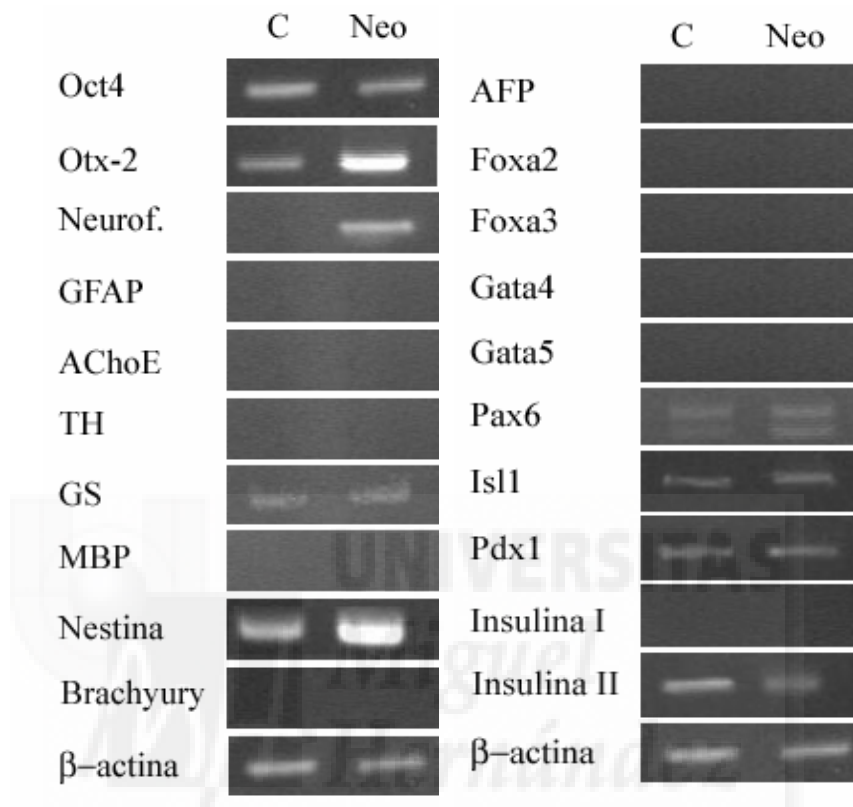 C Neo
Oct4
Otx-2
Neurof.
GFAP
AChoE
TH
GS
MBP
Nestina
Brachyury
β-actina
C Neo
AFP
Foxa2
Foxa3
Gata4
Gata5
Pax6
Isl1
Pdx1
Insulina I
Insulina II
β-actina
UNIVERSITAS
Miguel
Hernández